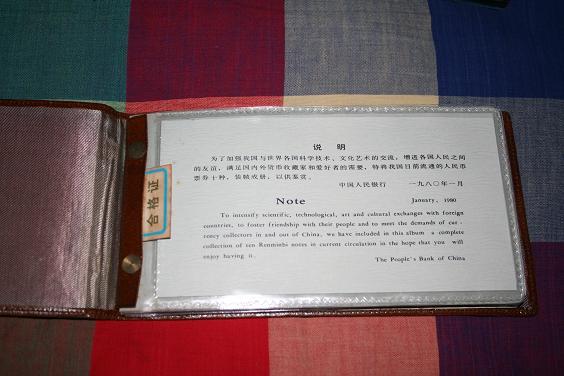 说 明
为了加强我国与世界各国科学技术、文化艺术的交流,增进各国人民之间
的友谊,满足国内外货币收藏家和爱好者的需要,特将我国目前流通的人民币
票券十种,装帧成册,以供鉴赏。
中国人民银行 一九八〇年一月
Note
January, 1980
To intensify scientific, technological, art and cultural exchanges with foreign
countries, to foster friendship with their people and to meet the demands of cur-
rency collectors in and out of China, we have included in this album a complete
collection of ten Renminbi notes in current circulation in the hope that you will
enjoy having it.
The People's Bank of China
合格证